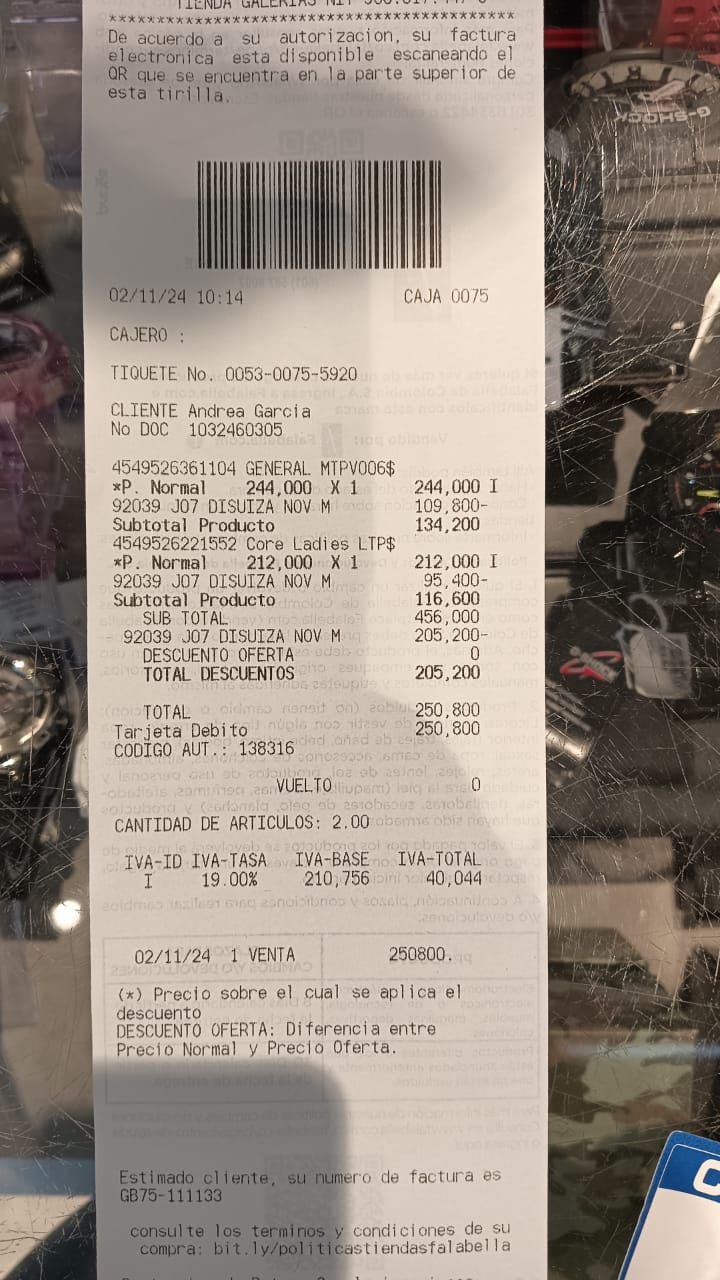 TIENDA GALERIAS NIT
*******************************************
De acuerdo a su autorizacion, su factura
electronica esta disponible escaneando el
QR que se encuentra en la parte superior de
esta tirilla.
02/11/24 10:14 CAJA 0075
CAJERO :
TIQUETE No. 0053-0075-5920
CLIENTE Andrea Garcia
No DOC 1032460305
4549526361104 GENERAL MTPV006$
*P. Normal 244,000 X 1 244,000 I
92039 J07 DISUIZA NOV M 109,800-
Subtotal Producto 134,200
4549526221552 Core Ladies LTP$
*P. Normal 212,000 X 1 212,000 I
92039 J07 DISUIZA NOV M 95,400-
Subtotal Producto 116,600
SUB TOTAL 456,000
92039 J07 DISUIZA NOV M 205,200-
DESCUENTO OFERTA 0
TOTAL DESCUENTOS 205,200
TOTAL 250,800
Tarjeta Debito 250,800
CODIGO AUT.: 138316
VUELTO 0
CANTIDAD DE ARTICULOS: 2.00
IVA-ID IVA-TASA IVA-BASE IVA-TOTAL
I 19.00% 210,756 40,044
02/11/24 1 VENTA 250800.
(*) Precio sobre el cual se aplica el
descuento
DESCUENTO OFERTA: Diferencia entre
Precio Normal y Precio Oferta.
Estimado cliente, su numero de factura es
GB75-111133
consulte los terminos y condiciones de su
compra: bit.ly/politicastiendasfalabella
G-SHOCK